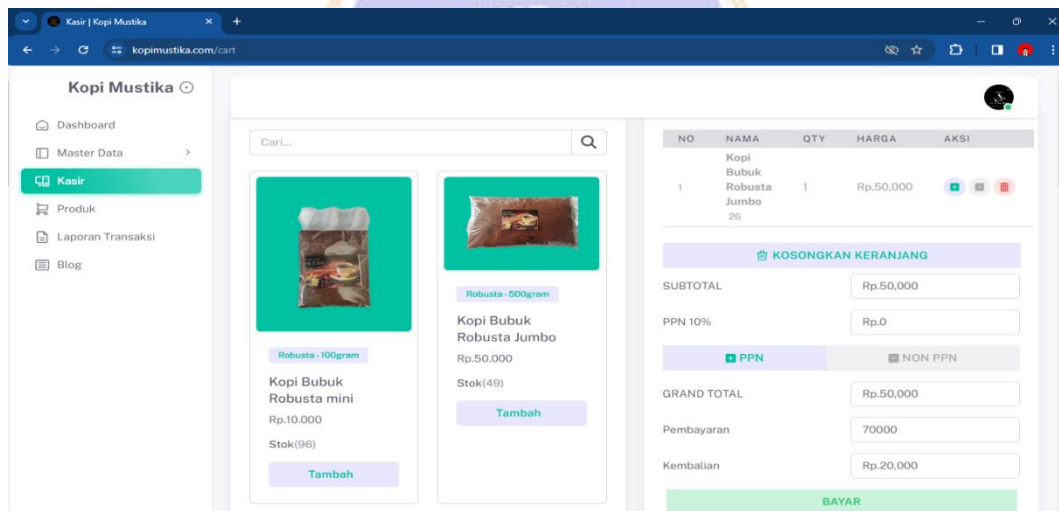 Kasir | Kopi Mustika
kopimustika.com/cart
Kopi Mustika
Dashboard
Master Data
Kasir
Produk
Laporan Transaksi
Blog
Cari...
Robusta - 100gram
Kopi Bubuk
Robusta mini
Rp.10.000
Stok(96)
Tambah
Robusta - 500gram
Kopi Bubuk
Robusta Jumbo
Rp.50.000
Stok(49)
Tambah
NO NAMA QTY HARGA AKSI
Kopi
Bubuk
1 Robusta 1 Rp.50,000
Jumbo
26
KOSONGKAN KERANJANG
SUBTOTAL Rp.50,000
PPN 10% Rp.0
PPN NON PPN
GRAND TOTAL Rp.50,000
Pembayaran 70000
Kembalian Rp.20,000
BAYAR